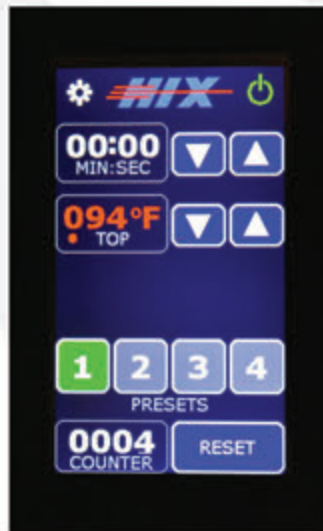 HIX
00:00
MIN:SEC
094°F
TOP
1 2 3 4
PRESETS
0004
COUNTER
RESET